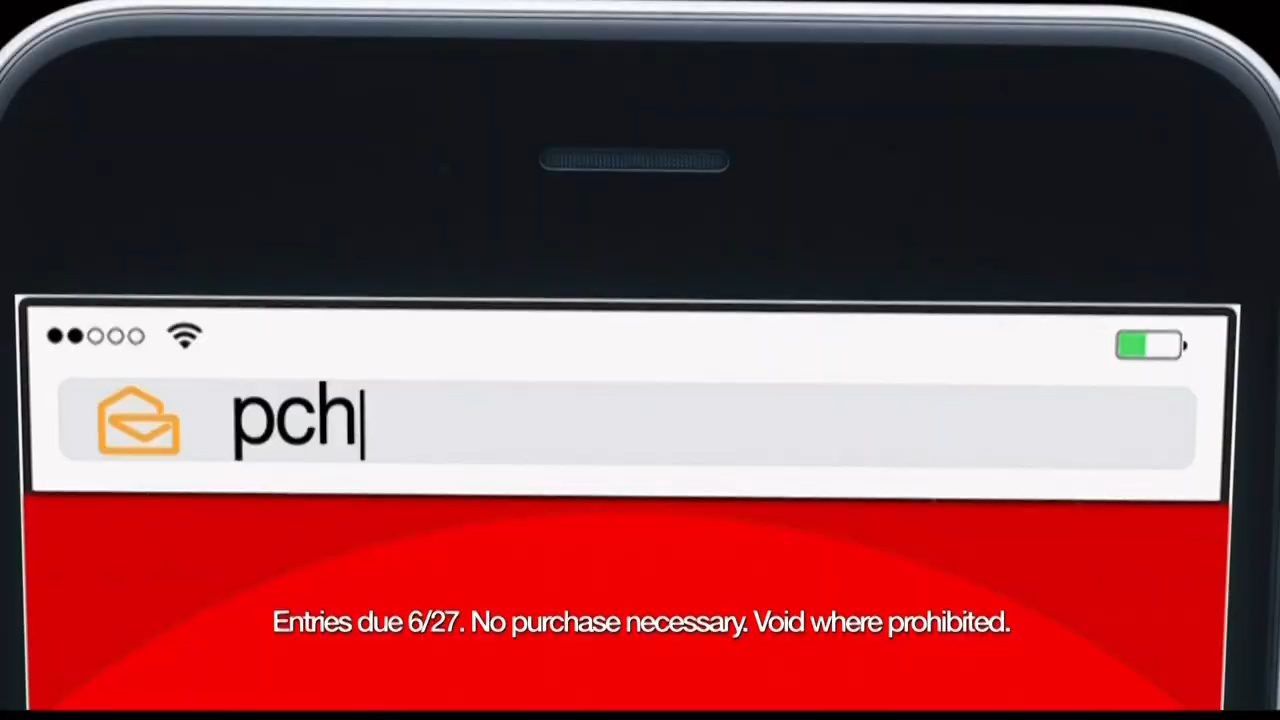 pch
Entries due 6/27. No purchase necessary. Void where prohibited.